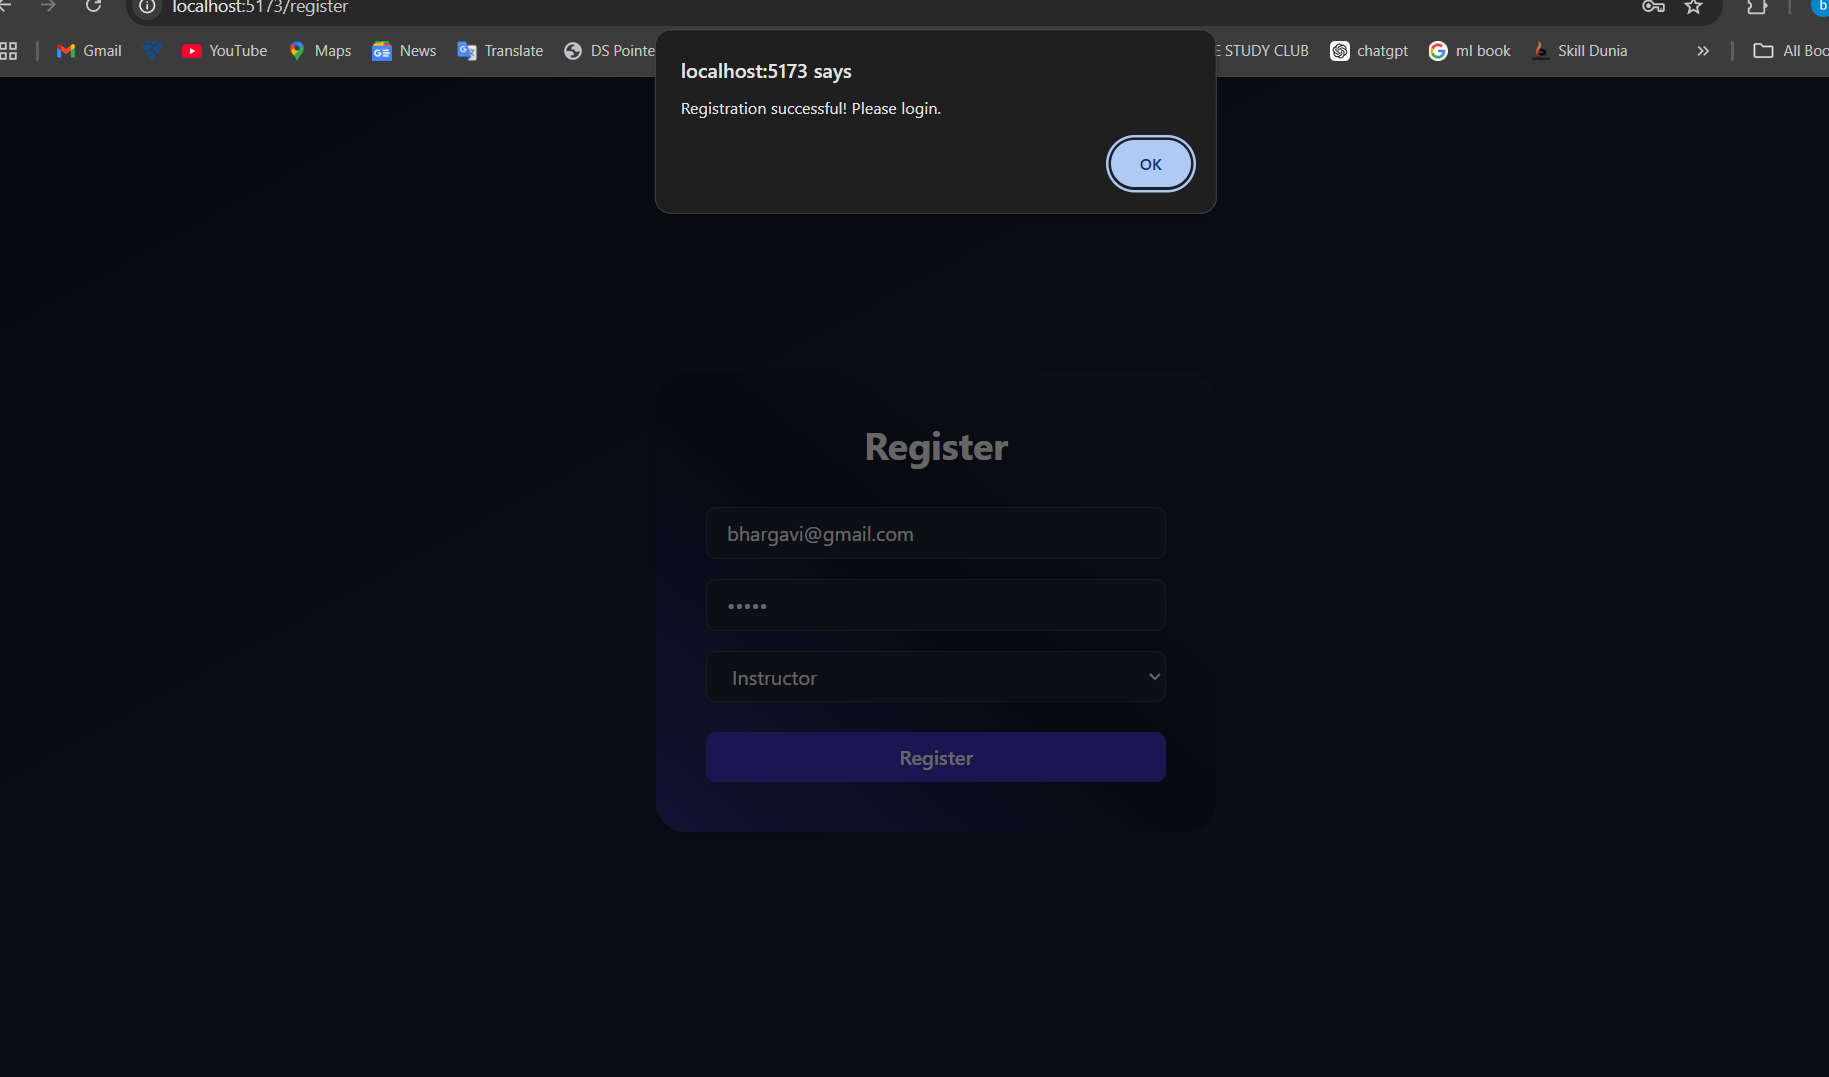 localhost:5173/register
b
Gmail YouTube Maps News Translate DS Pointe E STUDY CLUB chatgpt ml book Skill Dunia All Boo
localhost:5173 says
Registration successful! Please login.
OK
Register
bhargavi@gmail.com
Instructor
Register